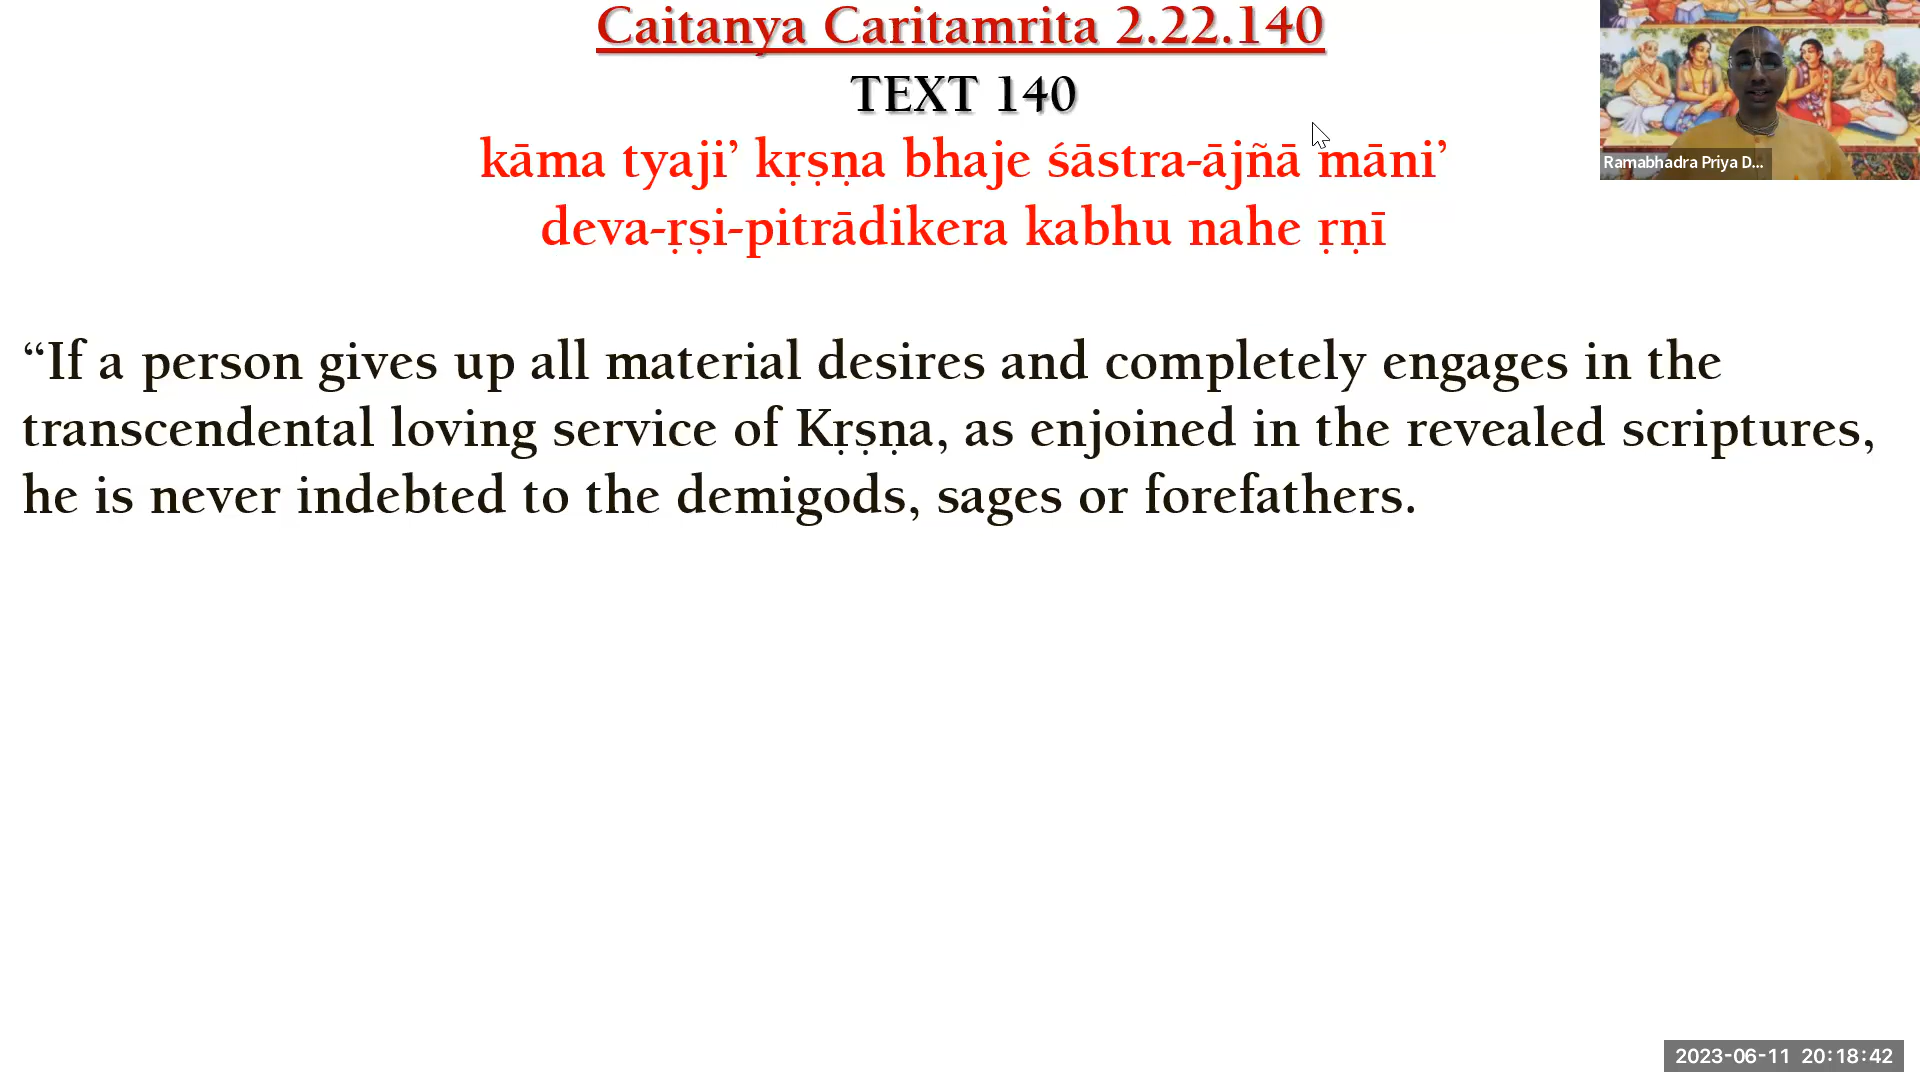 Caitanya Caritamrita 2.22.140
TEXT 140
kāma tyaji’ kṛṣṇa bhaje śāstra-ājñā māni’
deva-ṛṣi-pitrādikera kabhu nahe ṛṇī
“If a person gives up all material desires and completely engages in the
transcendental loving service of Kṛṣṇa, as enjoined in the revealed scriptures,
he is never indebted to the demigods, sages or forefathers.
Ramabhadra Priya D...
2023-06-11 20:18:42